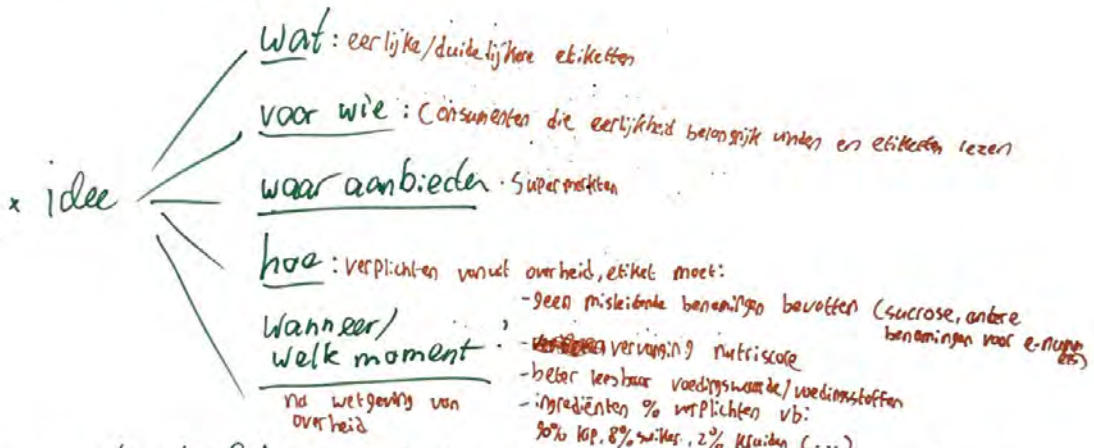 wat: eerlijke/duidelijkere etiketten
voor wie: Consumenten die eerlijkheid belangrijk vinden en etiketten lezen
x idee
waar aanbieden. Supermarkten
hoe: verplichten vanuit overheid, etiket moet:
-geen misleidende benamingen bevatten (sucrose, andere
benamingen voor e-numm
Wanneer/
welk moment:
- vervanging nutriscore
-beter leesbaar voedingswaarde/voedingsstoffen
na wetgeving van
overheid
-ingrediënten % verplichten vb:
90% kip, 8% suiker, 2% kruiden (...)